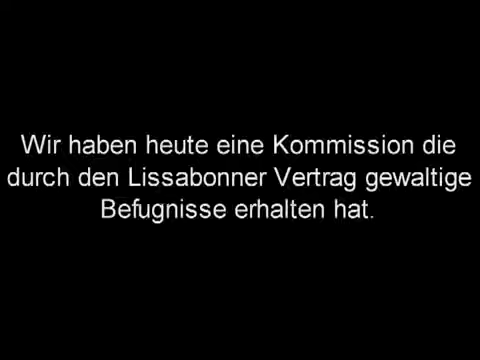 Wir haben heute eine Kommission die
durch den Lissabonner Vertrag gewaltige
Befugnisse erhalten hat.